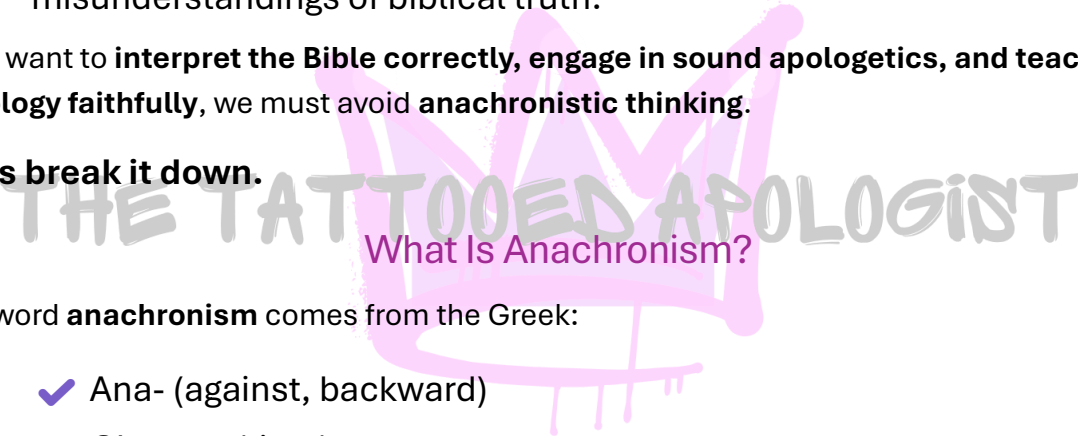 misunderstandings of biblical truth.
want to interpret the Bible correctly, engage in sound apologetics, and teac
logy faithfully, we must avoid anachronistic thinking.
s break it down.
THE TATTOOED APOLOGIST
What Is Anachronism?
word anachronism comes from the Greek:
✔ Ana- (against, backward)